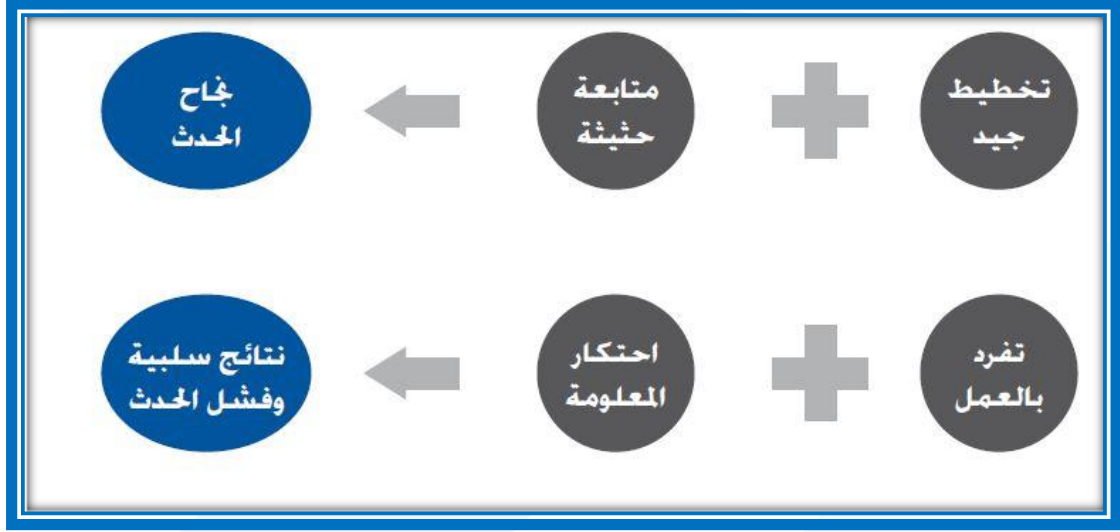 تخطيط
جيد
متابعة
حثيثة
نجاح
الحدث
تفرد
بالعمل
احتكار
المعلومة
نتائج سلبية
وفشل الحدث